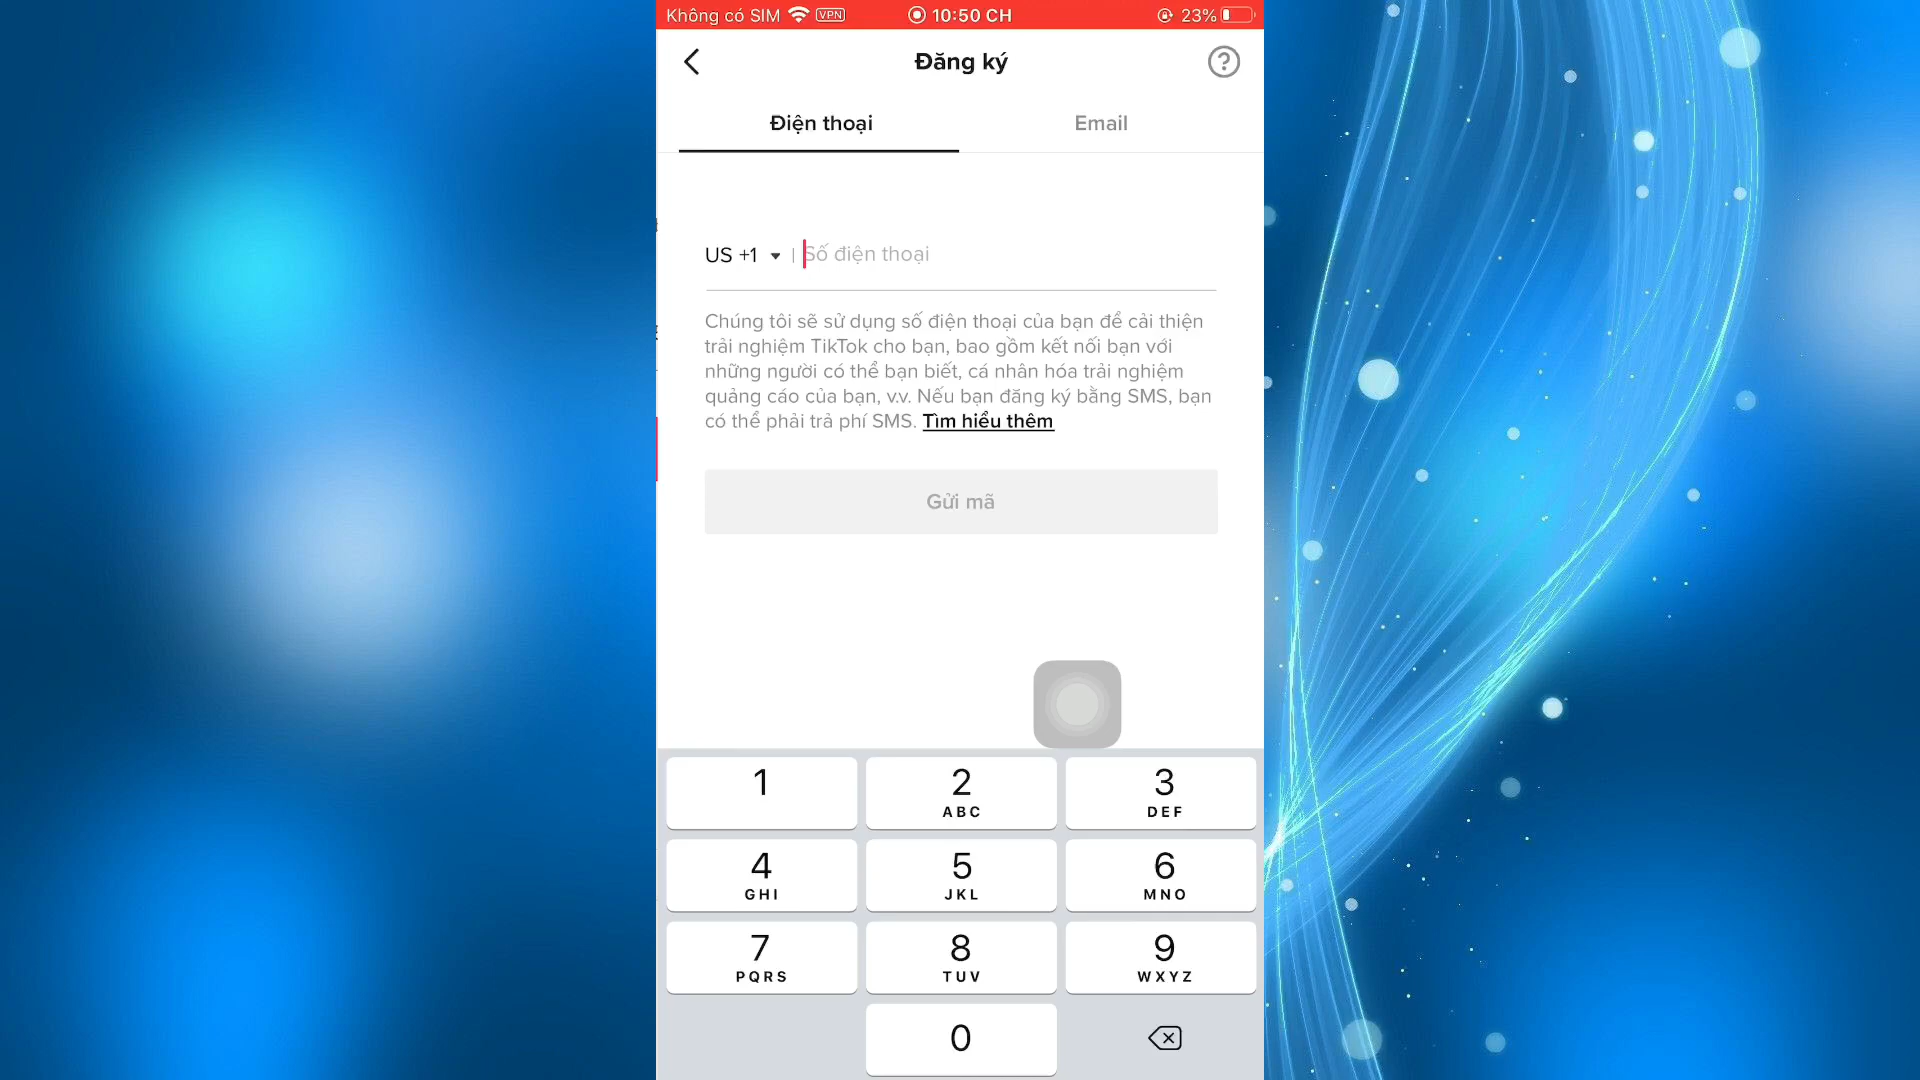 Không có SIM VPN 10:50 CH 23%
Đăng ký ?
Điện thoại Email
US +1 Số điện thoại
Chúng tôi sẽ sử dụng số điện thoại của bạn để cải thiện
trải nghiệm TikTok cho bạn, bao gồm kết nối bạn với
những người có thể bạn biết, cá nhân hóa trải nghiệm
quảng cáo của bạn, v.v. Nếu bạn đăng ký bằng SMS, bạn
có thể phải trả phí SMS. Tìm hiểu thêm
Gửi mã
1 2 3
ABC DEF
4 5 6
GHI JKL MNO
7 8 9
PQRS TUV WXYZ
0